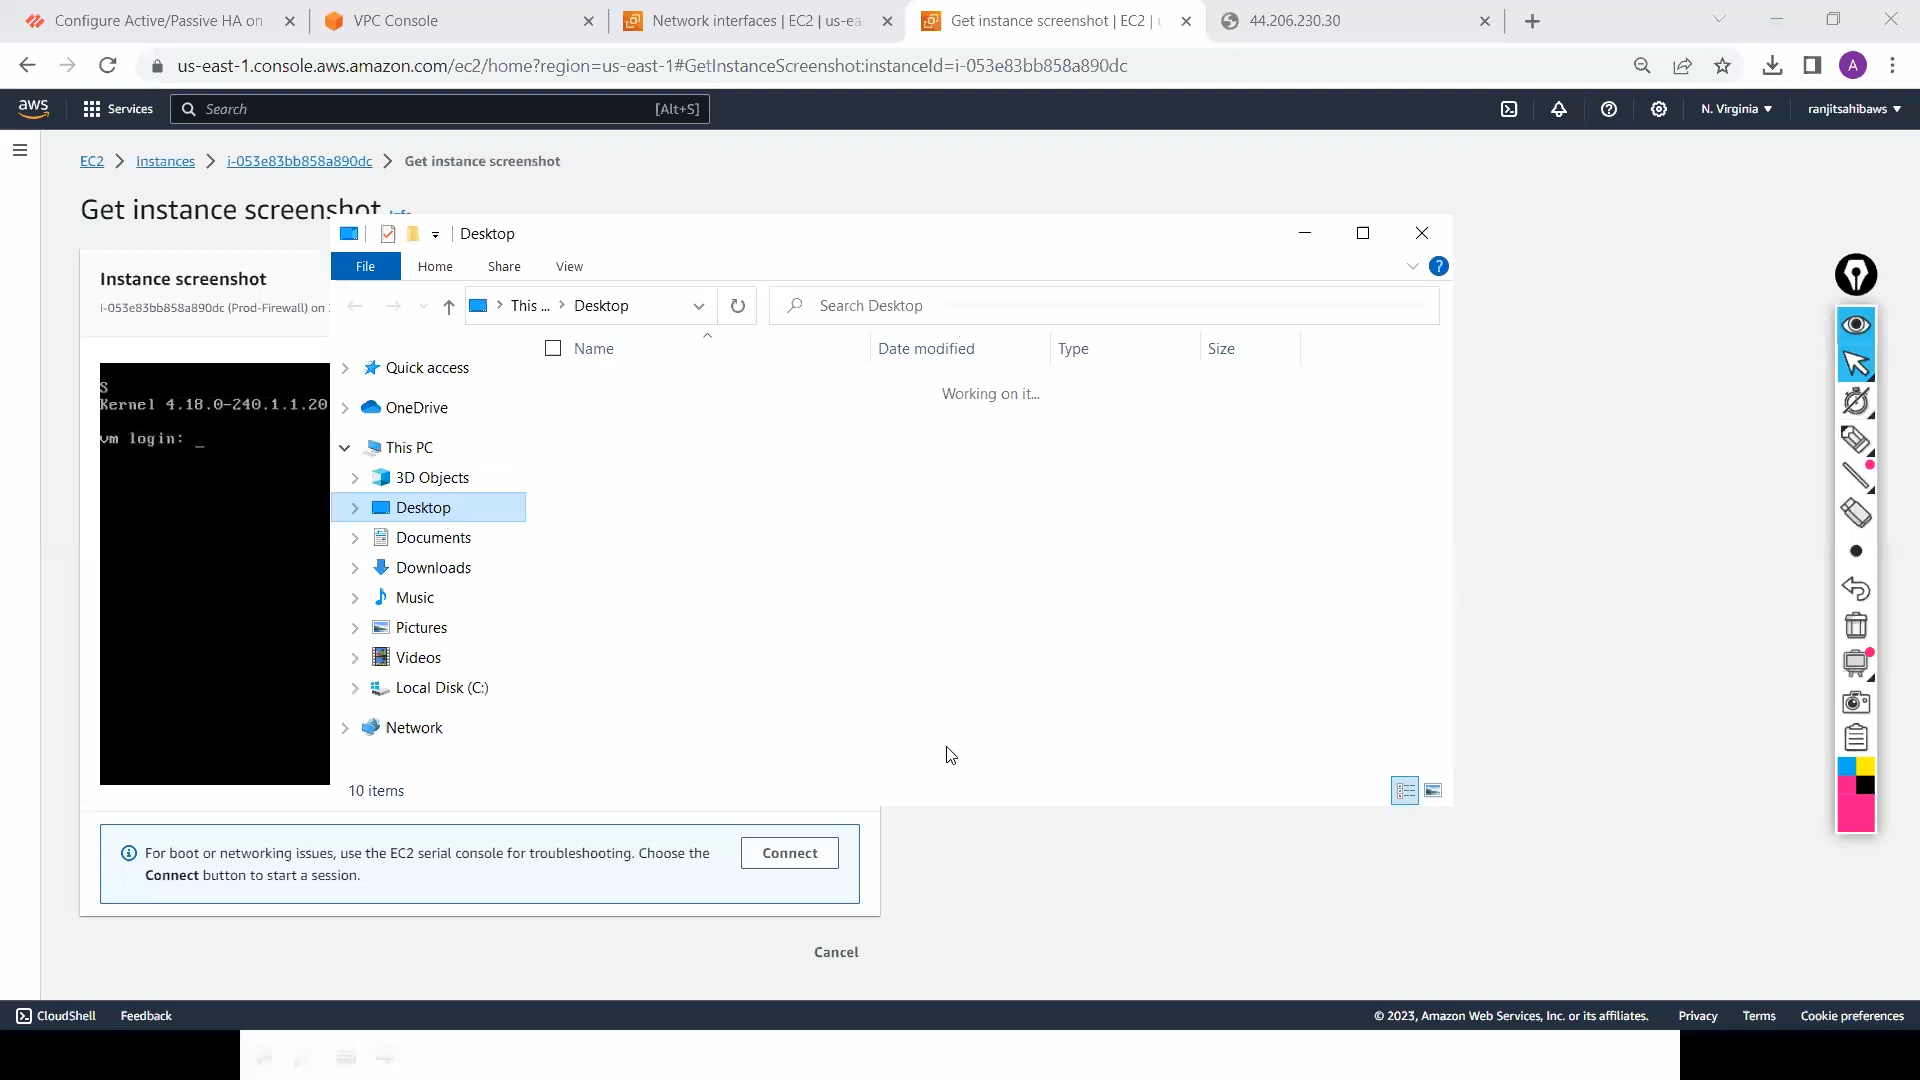 Configure Active/Passive HA on
VPC Console
Network interfaces | EC2 | us-ea
Get instance screenshot | EC2 | u
44.206.230.30
us-east-1.console.aws.amazon.com/ec2/home?region=us-east-1#GetInstanceScreenshot:instanceId=i-053e83bb858a890dc
A
aws
Services
Search
[Alt+S]
N. Virginia
ranjitsahibaws
EC2
Instances
i-053e83bb858a890dc
Get instance screenshot
Get instance screenshot
Info
Desktop
File
Home
Share
View
Instance screenshot
i-053e83bb858a890dc (Prod-Firewall) on
This ...
Desktop
Search Desktop
Name
Date modified
Type
Size
Working on it...
S
Kernel 4.18.0-240.1.1.20
vm login: _
Quick access
OneDrive
This PC
3D Objects
Desktop
Documents
Downloads
Music
Pictures
Videos
Local Disk (C:)
Network
10 items
For boot or networking issues, use the EC2 serial console for troubleshooting. Choose the
Connect button to start a session.
Connect
Cancel
CloudShell
Feedback
© 2023, Amazon Web Services, Inc. or its affiliates.
Privacy
Terms
Cookie preferences